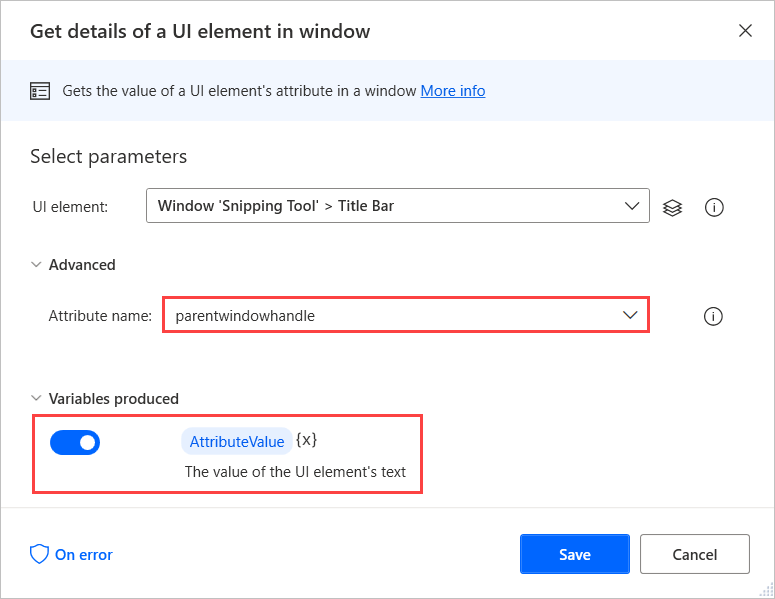 Get details of a UI element in window
Gets the value of a UI element's attribute in a window More info
Select parameters
UI element: Window 'Snipping Tool' > Title Bar
Advanced
Attribute name: parentwindowhandle
Variables produced
AttributeValue {x}
The value of the UI element's text
On error Save Cancel